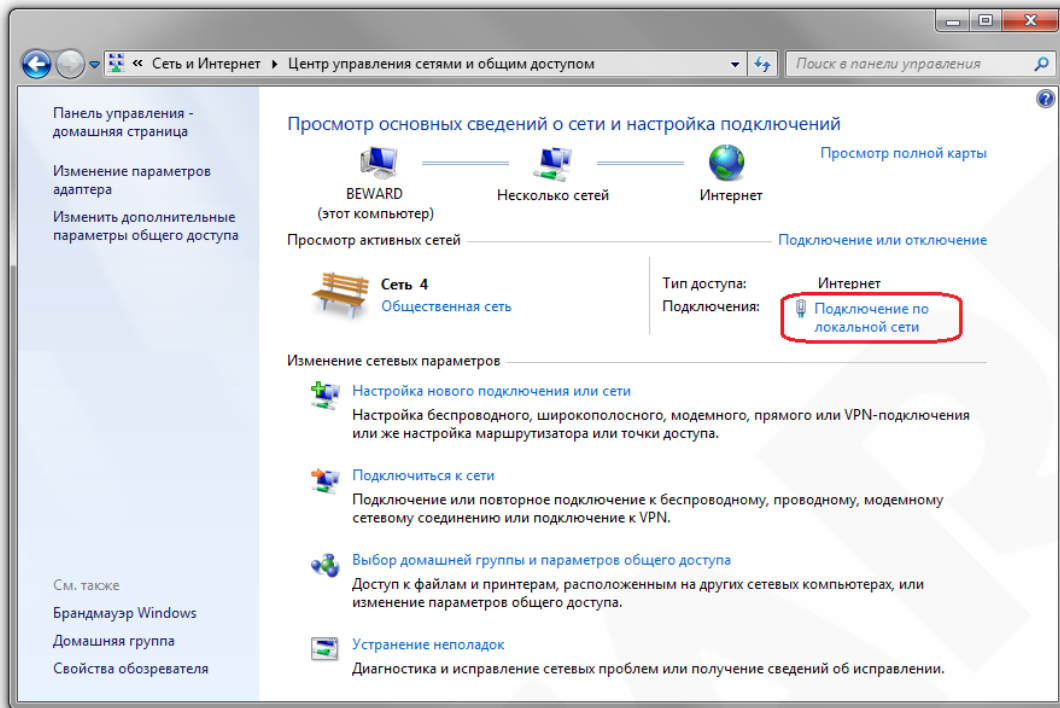 « Сеть и Интернет ▸ Центр управления сетями и общим доступом
Поиск в панели управления
Панель управления -
домашняя страница
Изменение параметров
адаптера
Изменить дополнительные
параметры общего доступа
Просмотр основных сведений о сети и настройка подключений
Просмотр полной карты
BEWARD
(этот компьютер)
Несколько сетей
Интернет
Просмотр активных сетей
Подключение или отключение
Сеть 4
Общественная сеть
Тип доступа: Интернет
Подключения: Подключение по
локальной сети
Изменение сетевых параметров
Настройка нового подключения или сети
Настройка беспроводного, широкополосного, модемного, прямого или VPN-подключения
или же настройка маршрутизатора или точки доступа.
Подключиться к сети
Подключение или повторное подключение к беспроводному, проводному, модемному
сетевому соединению или подключение к VPN.
Выбор домашней группы и параметров общего доступа
Доступ к файлам и принтерам, расположенным на других сетевых компьютерах, или
изменение параметров общего доступа.
Устранение неполадок
Диагностика и исправление сетевых проблем или получение сведений об исправлении.
См. также
Брандмауэр Windows
Домашняя группа
Свойства обозревателя